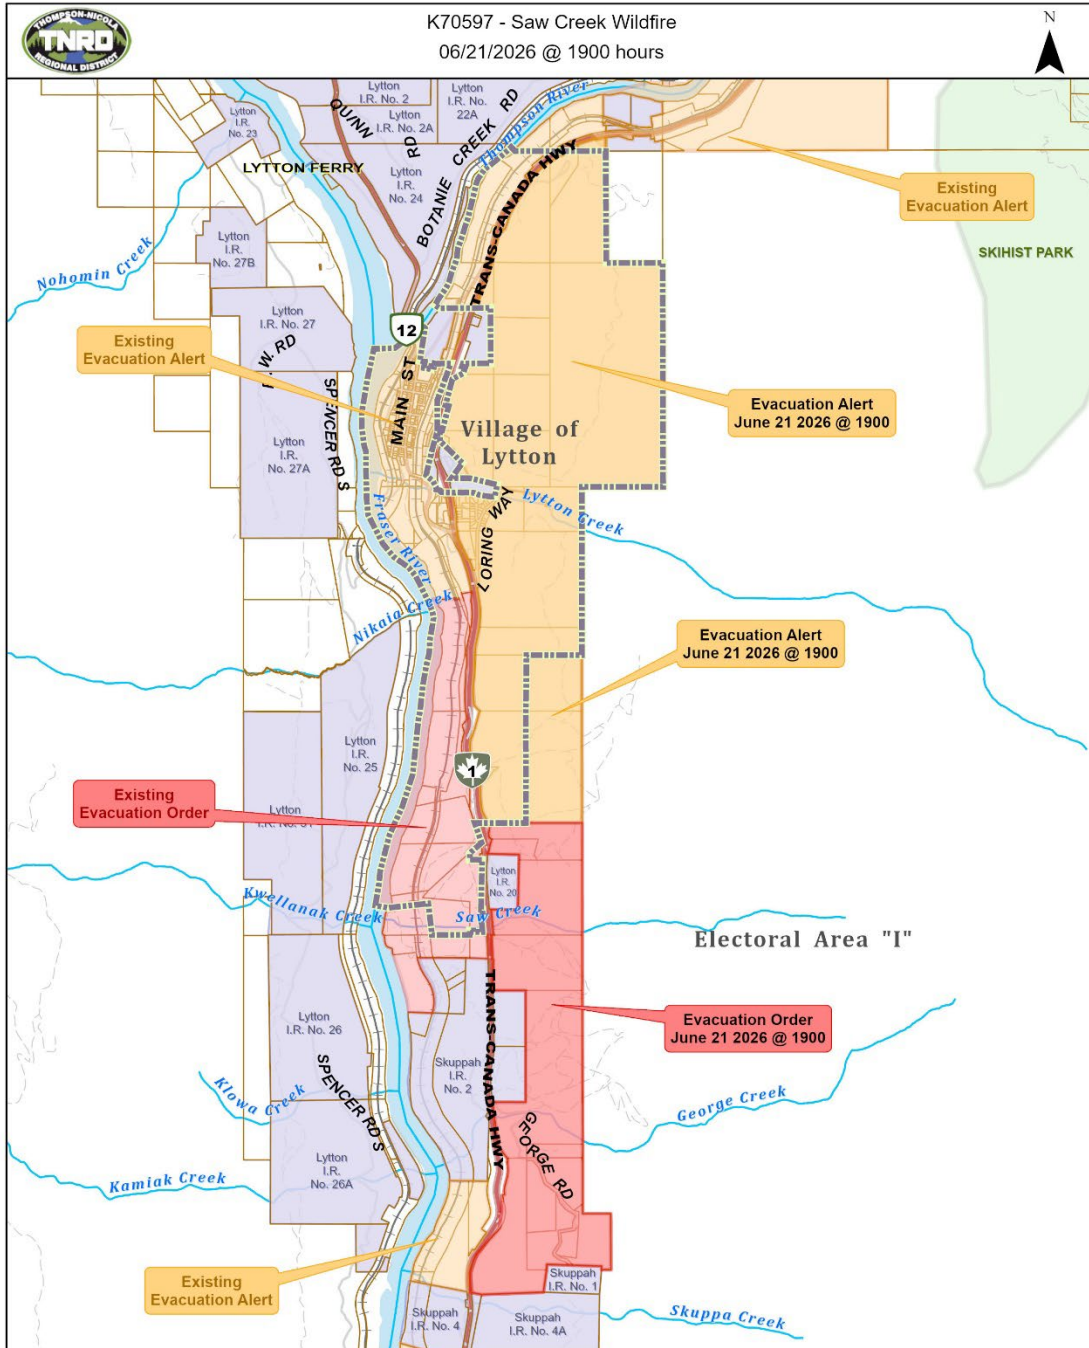 THOMPSON-NICOLA
TNRD
REGIONAL DISTRICT
K70597 - Saw Creek Wildfire
06/21/2026 @ 1900 hours
N
Lytton
I.R. No. 2
Lytton
I.R. No.
22A
Lytton
I.R. No. 2A
Lytton
I.R.
No. 23
QUINN RD
BOTANIE CREEK RD
Thompson River
TRANS-CANADA HWY
LYTTON FERRY
Lytton
I.R.
No. 24
Existing
Evacuation Alert
SKIHIST PARK
Lytton
I.R.
No. 27B
Nohomin Creek
Lytton
I.R. No. 27
12
Existing
Evacuation Alert
W. RD
MAIN ST
SPENCER RD S
Evacuation Alert
June 21 2026 @ 1900
Village of
Lytton
Lytton
I.R.
No. 27A
Fraser River
LORING WAY
Lytton Creek
Nikaia Creek
Evacuation Alert
June 21 2026 @ 1900
Lytton
I.R.
No. 25
1
Existing
Evacuation Order
Lytton
Lytton
I.R.
No. 20
Kwellanak Creek
Saw Creek
Electoral Area "I"
TRANS-CANADA HWY
Lytton
I.R. No. 26
Evacuation Order
June 21 2026 @ 1900
Skuppah
I.R.
No. 2
SPENCER RD S
Klowa Creek
George Creek
GEORGE RD
Lytton
I.R.
No. 26A
Kamiak Creek
Existing
Evacuation Alert
Skuppah
I.R. No. 1
Skuppah
I.R. No. 4
Skuppah
I.R. No. 4A
Skuppa Creek